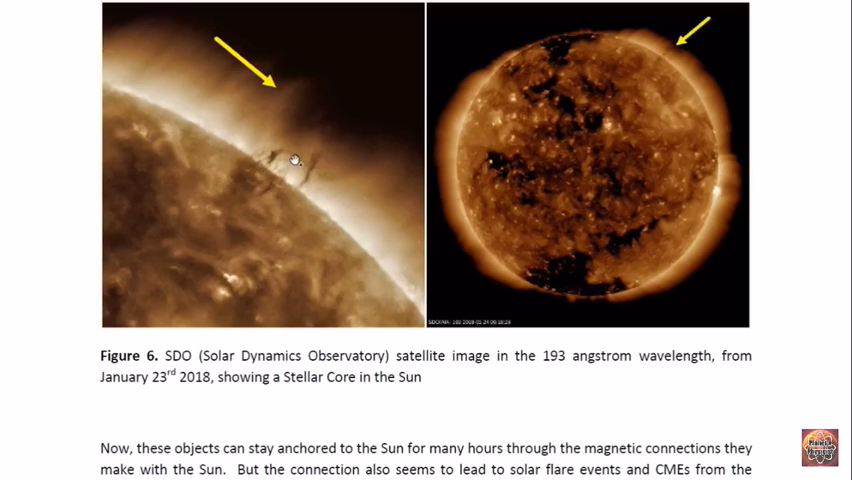 SDO/AIA 193 2018-01-24
Figure 6. SDO (Solar Dynamics Observatory) satellite image in the 193 angstrom wavelength, from
January 23rd 2018, showing a Stellar Core in the Sun
Now, these objects can stay anchored to the Sun for many hours through the magnetic connections they
make with the Sun. But the connection also seems to lead to solar flare events and CMEs from the